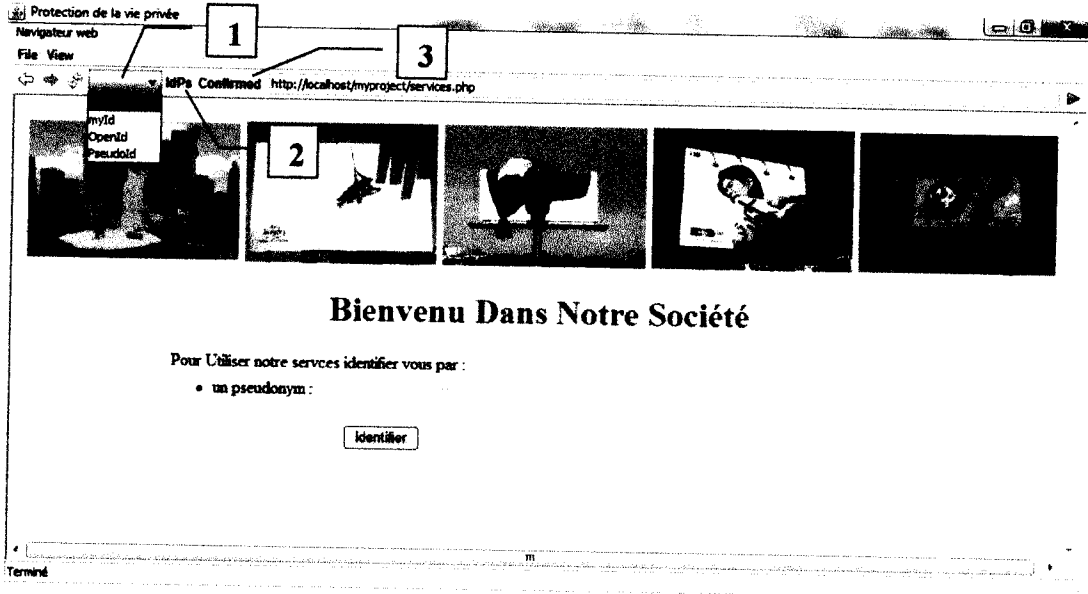 Protection de la vie privée
Navigateur web
File View
1
3
IdPs Confirmed http://localhost/myproject/services.php
myId
OpenId
PseudoId
2
Bienvenu Dans Notre Société
Pour Utiliser notre servces identifier vous par :
• un pseudonym :
Identifier
Terminé